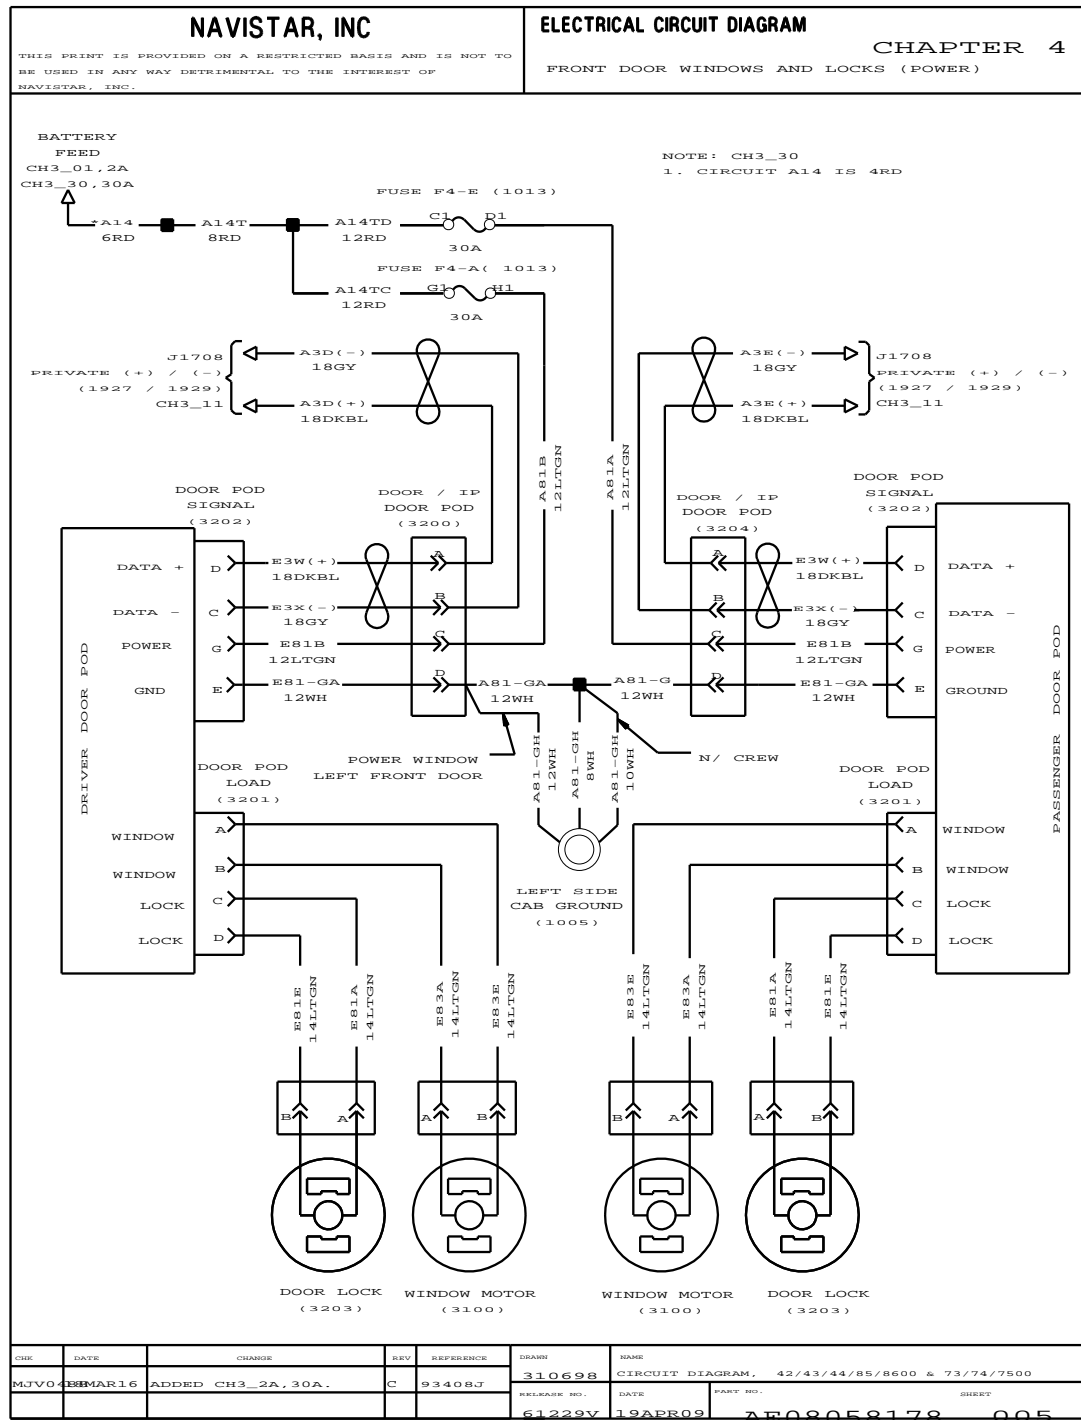 NAVISTAR, INC
THIS PRINT IS PROVIDED ON A RESTRICTED BASIS AND IS NOT TO
BE USED IN ANY WAY DETRIMENTAL TO THE INTEREST OF
NAVISTAR, INC.
ELECTRICAL CIRCUIT DIAGRAM
CHAPTER 4
FRONT DOOR WINDOWS AND LOCKS (POWER)
BATTERY
FEED
CH3_01,2A
CH3_30,30A
NOTE: CH3_30
1. CIRCUIT A14 IS 4RD
FUSE F4-E (1013)
*A14
6RD
A14T
8RD
A14TD
12RD
C1
D1
30A
FUSE F4-A( 1013)
A14TC
12RD
G1
H1
30A
J1708
PRIVATE (+) / (-)
(1927 / 1929)
CH3_11
A3D(-)
18GY
A3D(+)
18DKBL
A3E(-)
18GY
A3E(+)
18DKBL
J1708
PRIVATE (+) / (-)
(1927 / 1929)
CH3_11
A81B
12LTGN
A81A
12LTGN
DOOR POD
SIGNAL
(3202)
DOOR / IP
DOOR POD
(3200)
DOOR / IP
DOOR POD
(3204)
DOOR POD
SIGNAL
(3202)
DRIVER DOOR POD
DATA +
DATA -
POWER
GND
D
C
G
E
E3W(+)
18DKBL
E3X(-)
18GY
E81B
12LTGN
E81-GA
12WH
A
B
C
D
A81-GA
12WH
A81-G
12WH
A
B
C
D
E3W(+)
18DKBL
E3X(-)
18GY
E81B
12LTGN
E81-GA
12WH
D
C
G
E
DATA +
DATA -
POWER
GROUND
PASSENGER DOOR POD
POWER WINDOW
LEFT FRONT DOOR
A81-GH
12WH
A81-GH
8WH
A81-GH
10WH
N/ CREW
LEFT SIDE
CAB GROUND
(1005)
DOOR POD
LOAD
(3201)
WINDOW
WINDOW
LOCK
LOCK
A
B
C
D
DOOR POD
LOAD
(3201)
A
B
C
D
WINDOW
WINDOW
LOCK
LOCK
E81E
14LTGN
E81A
14LTGN
E83A
14LTGN
E83E
14LTGN
E83E
14LTGN
E83A
14LTGN
E81A
14LTGN
E81E
14LTGN
B
A
A
B
B
A
A
B
DOOR LOCK
(3203)
WINDOW MOTOR
(3100)
WINDOW MOTOR
(3100)
DOOR LOCK
(3203)
CHK
DATE
CHANGE
REV
REFERENCE
DRAWN
NAME
MJV04
MAR16
ADDED CH3_2A,30A.
C
93408J
310698
CIRCUIT DIAGRAM, 42/43/44/85/8600 & 73/74/7500
RELEASE NO.
DATE
PART NO.
SHEET
61229V
19APR09
AE08058178
005